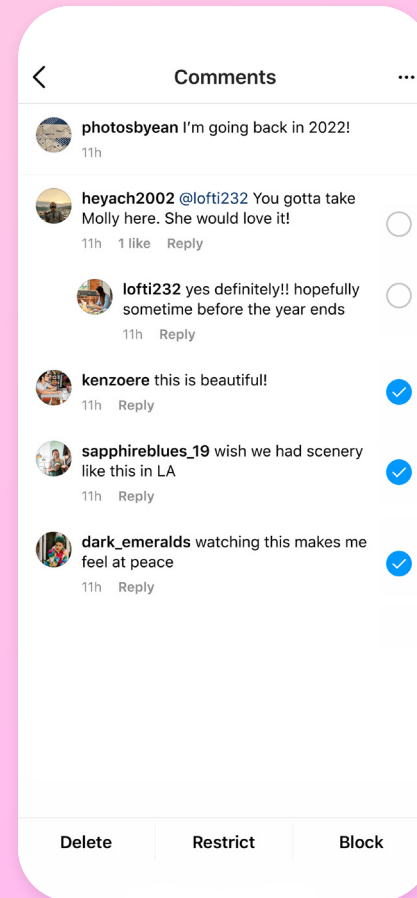 Comments
photosbyean I'm going back in 2022!
11h
heyach2002 @lofti232 You gotta take
Molly here. She would love it!
11h 1 like Reply
lofti232 yes definitely!! hopefully
sometime before the year ends
11h Reply
kenzoere this is beautiful!
11h Reply
sapphireblues_19 wish we had scenery
like this in LA
11h Reply
dark_emeralds watching this makes me
feel at peace
11h Reply
Delete Restrict Block